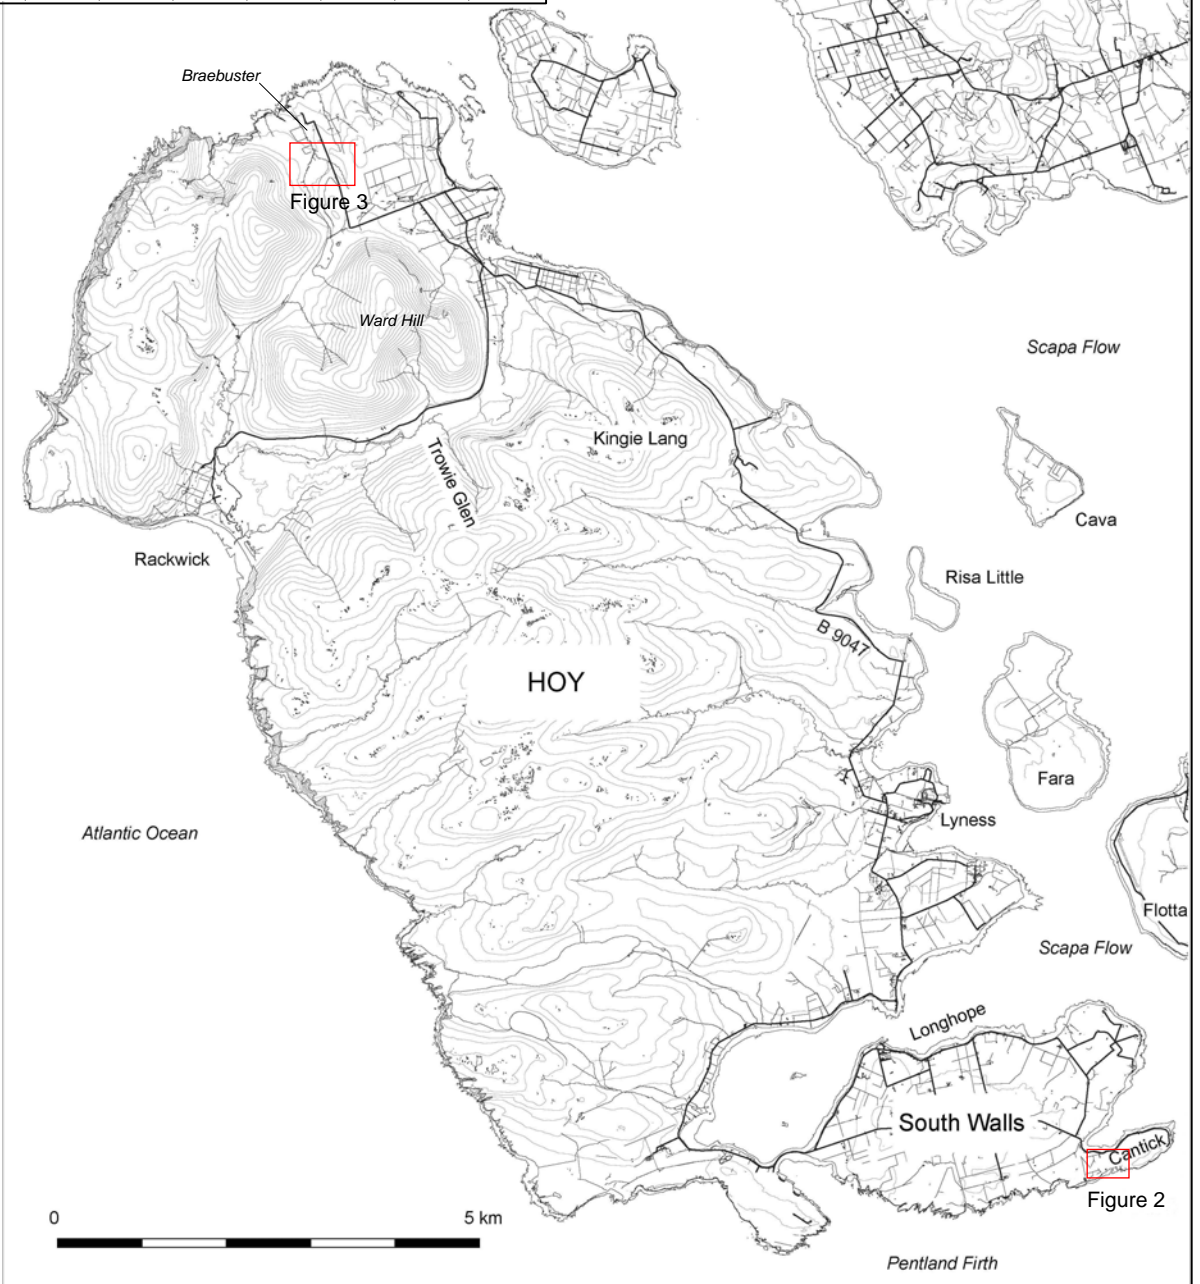 Braebuster
Figure 3
Ward Hill
Scapa Flow
Kingie Lang
Trowie Glen
Cava
Rackwick
Risa Little
B 9047
HOY
Fara
Atlantic Ocean
Lyness
Flotta
Scapa Flow
Longhope
South Walls
Cantick
Figure 2
0 5 km
Pentland Firth